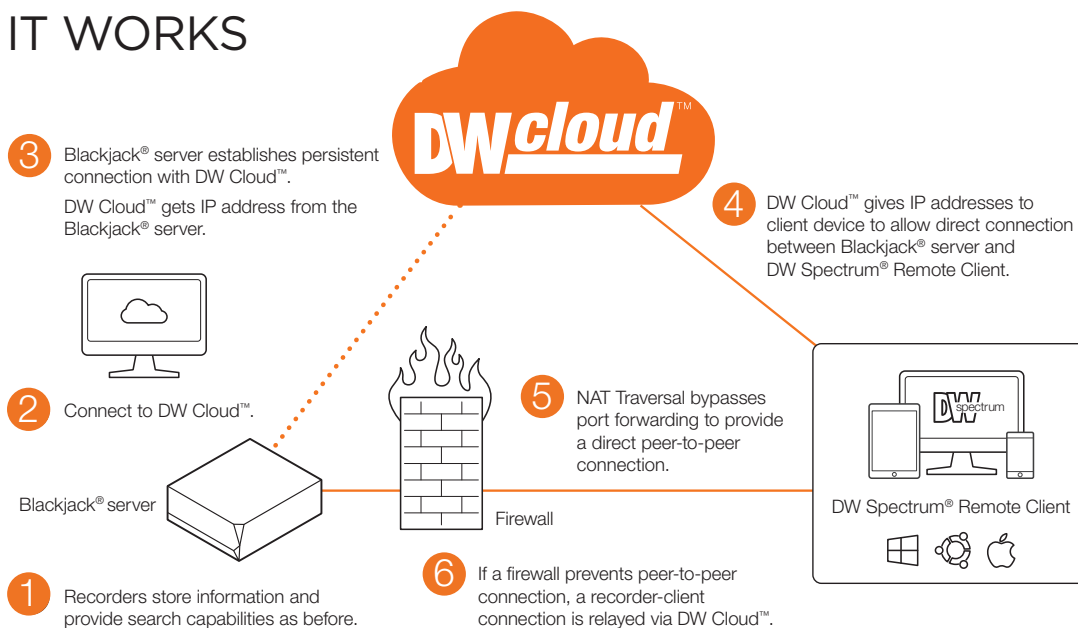 IT WORKS
DWcloud™
3
Blackjack® server establishes persistent
connection with DW Cloud™.
DW Cloud™ gets IP address from the
Blackjack® server.
4
DW Cloud™ gives IP addresses to
client device to allow direct connection
between Blackjack® server and
DW Spectrum® Remote Client.
2
Connect to DW Cloud™.
5
NAT Traversal bypasses
port forwarding to provide
a direct peer-to-peer
connection.
DW spectrum
Blackjack® server
Firewall
DW Spectrum® Remote Client
1
Recorders store information and
provide search capabilities as before.
6
If a firewall prevents peer-to-peer
connection, a recorder-client
connection is relayed via DW Cloud™.